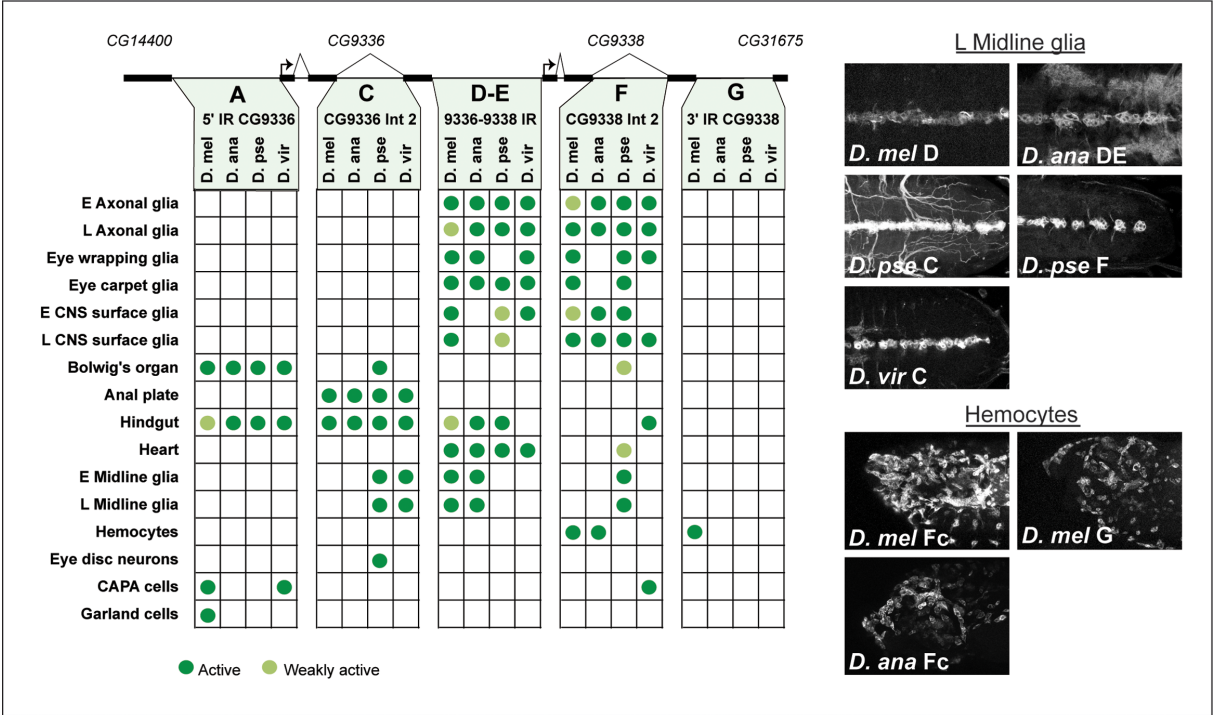 CG14400 CG9336 CG9338 CG31675
A C D-E F G
5' IR CG9336 CG9336 Int 2 9336-9338 IR CG9338 Int 2 3' IR CG9338
D. mel D. ana D. pse D. vir D. mel D. ana D. pse D. vir D. mel D. ana D. pse D. vir D. mel D. ana D. pse D. vir D. mel D. ana D. pse D. vir
E Axonal glia
L Axonal glia
Eye wrapping glia
Eye carpet glia
E CNS surface glia
L CNS surface glia
Bolwig's organ
Anal plate
Hindgut
Heart
E Midline glia
L Midline glia
Hemocytes
Eye disc neurons
CAPA cells
Garland cells
Active Weakly active
L Midline glia
D. mel D D. ana DE
D. pse C D. pse F
D. vir C
Hemocytes
D. mel Fc D. mel G
D. ana Fc